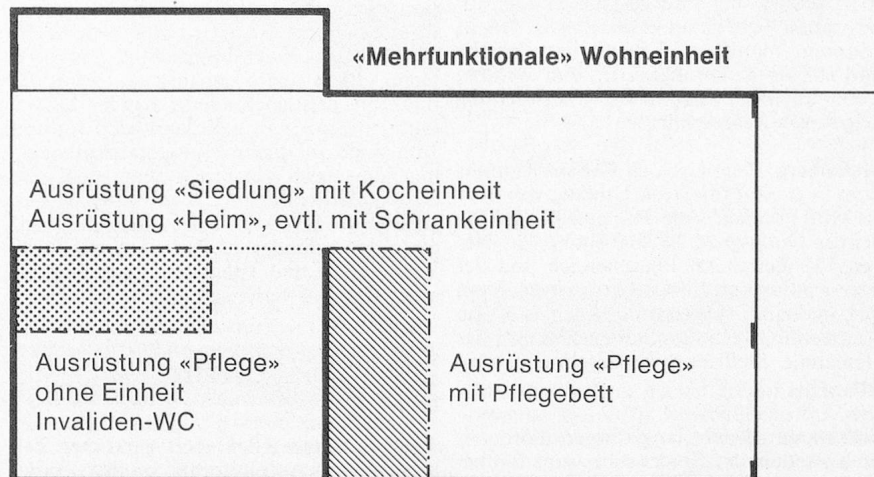 «Mehrfunktionale» Wohneinheit
Ausrüstung «Siedlung» mit Kocheinheit
Ausrüstung «Heim», evtl. mit Schrankeinheit
Ausrüstung «Pflege»
ohne Einheit
Invaliden-WC
Ausrüstung «Pflege»
mit Pflegebett